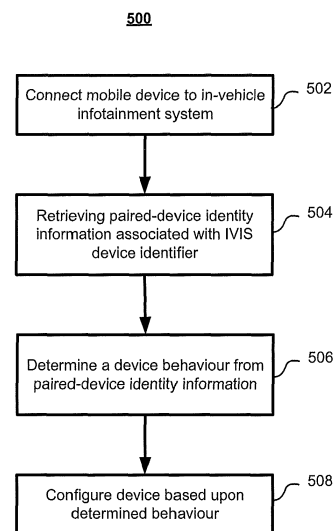 500
Connect mobile device to in-vehicle
infotainment system
502
Retrieving paired-device identity
information associated with IVIS
device identifier
504
Determine a device behaviour from
paired-device identity information
506
Configure device based upon
determined behaviour
508